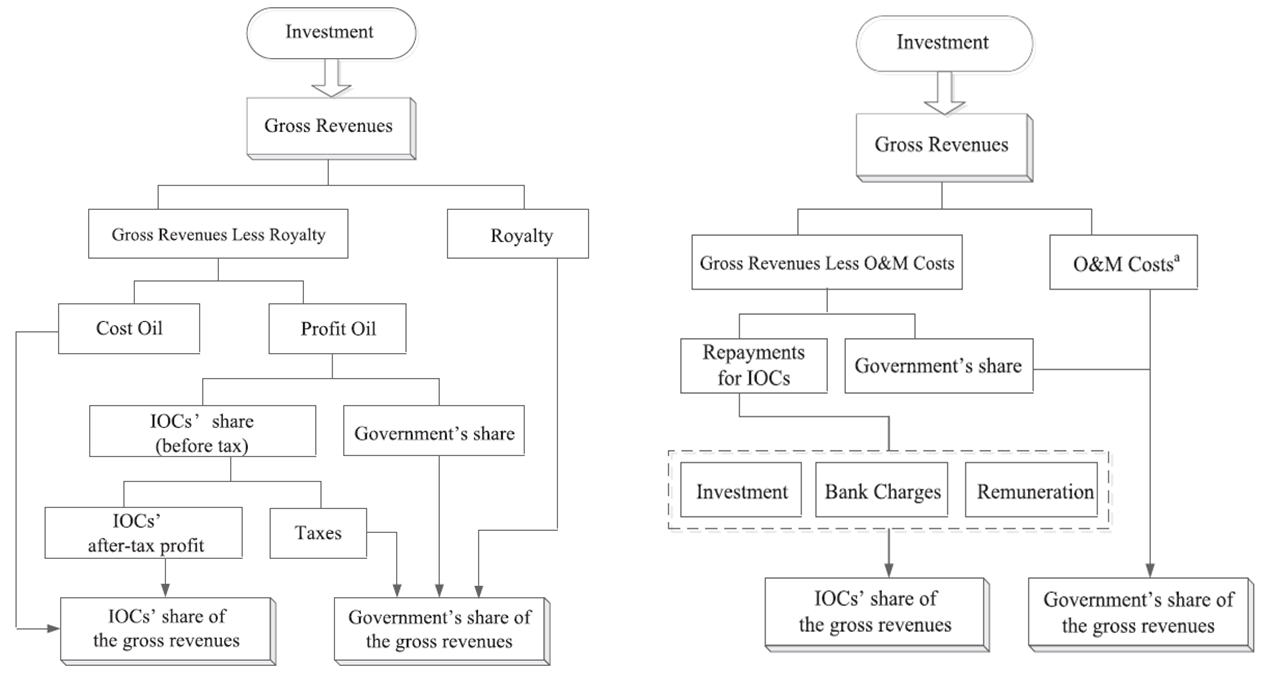 Investment
Gross Revenues
Gross Revenues Less Royalty
Royalty
Cost Oil
Profit Oil
IOCs’ share
(before tax)
Government’s share
IOCs’
after-tax profit
Taxes
IOCs’ share of
the gross revenues
Government’s share of
the gross revenues
Investment
Gross Revenues
Gross Revenues Less O&M Costs
O&M Costsª
Repayments
for IOCs
Government’s share
Investment
Bank Charges
Remuneration
IOCs’ share of
the gross revenues
Government’s share of
the gross revenues